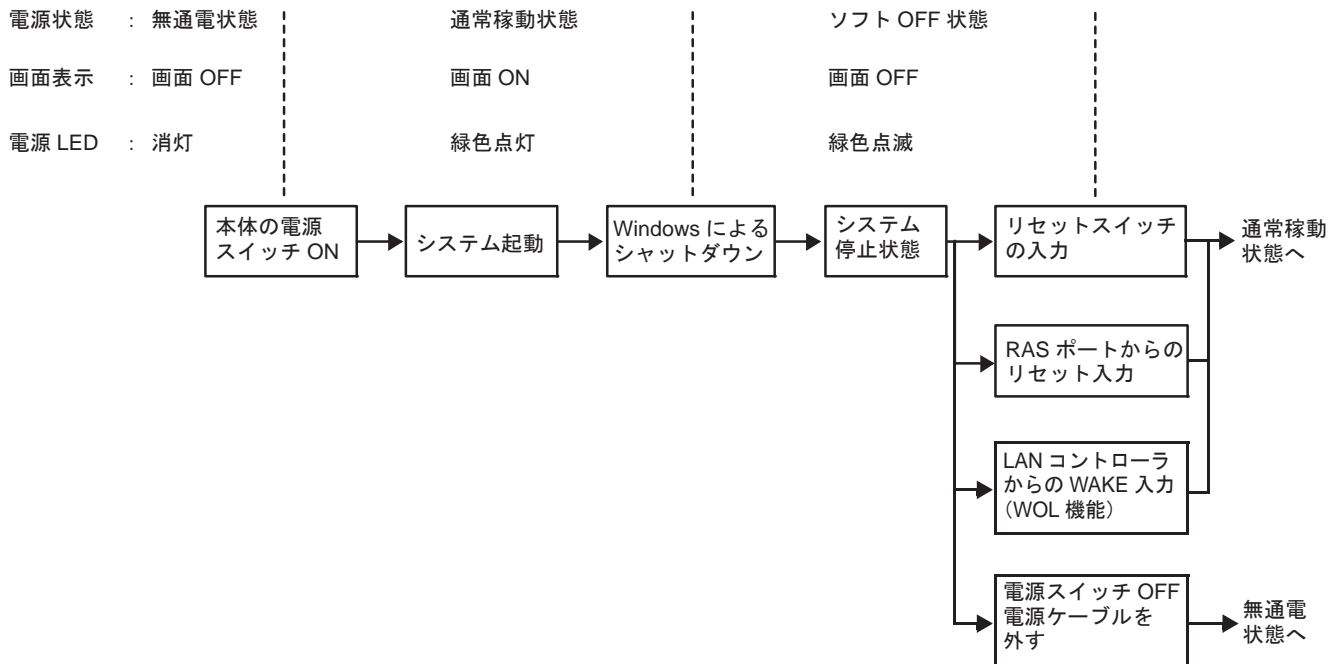 電源状態 : 無通電状態 通常稼動状態 ソフト OFF 状態
画面表示 : 画面 OFF 画面 ON 画面 OFF
電源 LED : 消灯 緑色点灯 緑色点滅
本体の電源
スイッチ ON
システム起動
Windows による
シャットダウン
システム
停止状態
リセットスイッチ
の入力
通常稼動
状態へ
RAS ポートからの
リセット入力
LAN コントローラ
からの WAKE 入力
（WOL 機能）
電源スイッチ OFF
電源ケーブルを
外す
無通電
状態へ